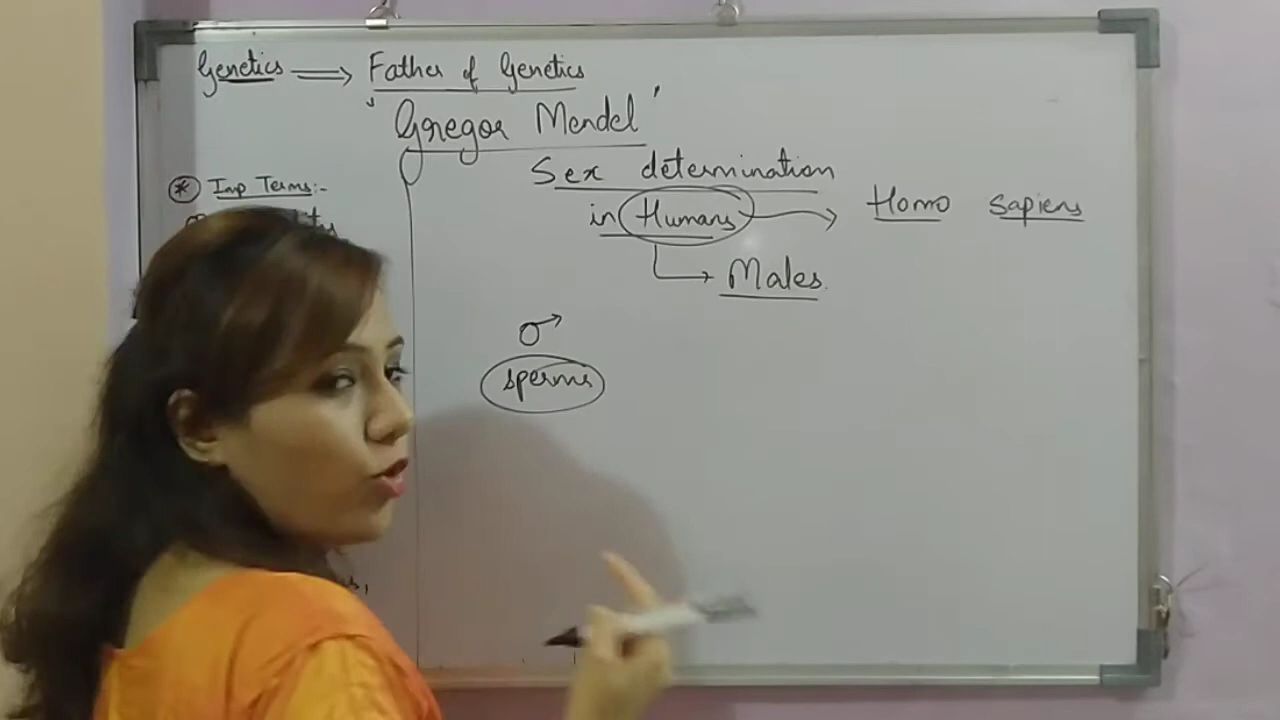 Genetics ⟹ Father of Genetics
' Gregor Mendel '
Sex determination
in Humans → Homo sapiens
→ Males.
* Imp Terms:-
♂
sperms